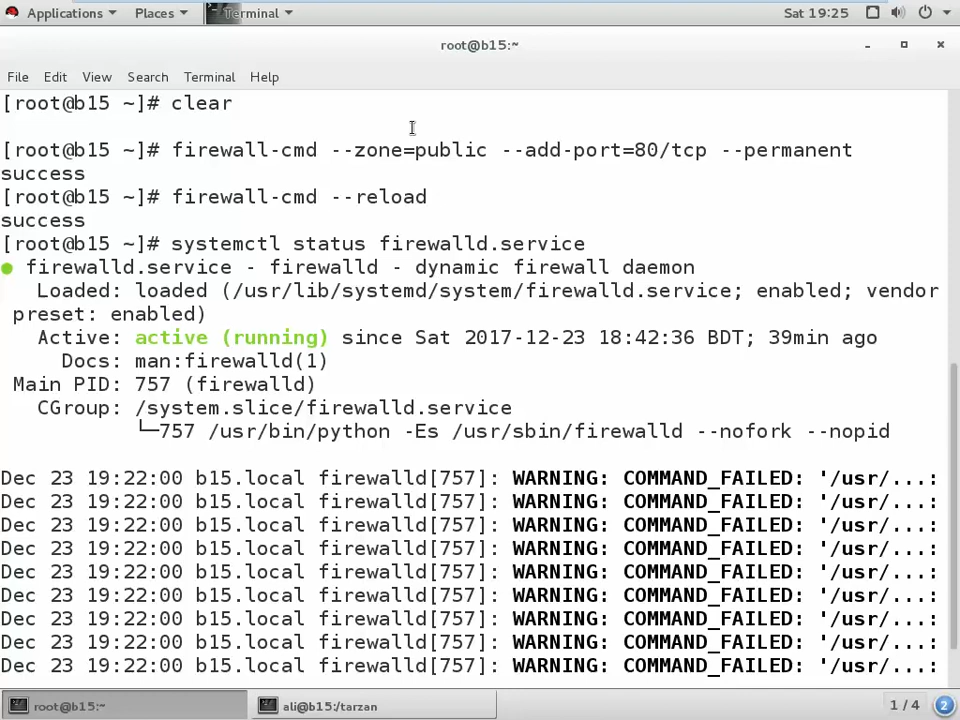 Applications Places Terminal Sat 19:25
root@b15:~
File Edit View Search Terminal Help
[root@b15 ~]# clear
[root@b15 ~]# firewall-cmd --zone=public --add-port=80/tcp --permanent
success
[root@b15 ~]# firewall-cmd --reload
success
[root@b15 ~]# systemctl status firewalld.service
● firewalld.service - firewalld - dynamic firewall daemon
Loaded: loaded (/usr/lib/systemd/system/firewalld.service; enabled; vendor
preset: enabled)
Active: active (running) since Sat 2017-12-23 18:42:36 BDT; 39min ago
Docs: man:firewalld(1)
Main PID: 757 (firewalld)
CGroup: /system.slice/firewalld.service
└─757 /usr/bin/python -Es /usr/sbin/firewalld --nofork --nopid
Dec 23 19:22:00 b15.local firewalld[757]: WARNING: COMMAND_FAILED: '/usr/...:
Dec 23 19:22:00 b15.local firewalld[757]: WARNING: COMMAND_FAILED: '/usr/...:
Dec 23 19:22:00 b15.local firewalld[757]: WARNING: COMMAND_FAILED: '/usr/...:
Dec 23 19:22:00 b15.local firewalld[757]: WARNING: COMMAND_FAILED: '/usr/...:
Dec 23 19:22:00 b15.local firewalld[757]: WARNING: COMMAND_FAILED: '/usr/...:
Dec 23 19:22:00 b15.local firewalld[757]: WARNING: COMMAND_FAILED: '/usr/...:
Dec 23 19:22:00 b15.local firewalld[757]: WARNING: COMMAND_FAILED: '/usr/...:
Dec 23 19:22:00 b15.local firewalld[757]: WARNING: COMMAND_FAILED: '/usr/...:
Dec 23 19:22:00 b15.local firewalld[757]: WARNING: COMMAND_FAILED: '/usr/...:
root@b15:~ ali@b15:/tarzan 1 / 4 2